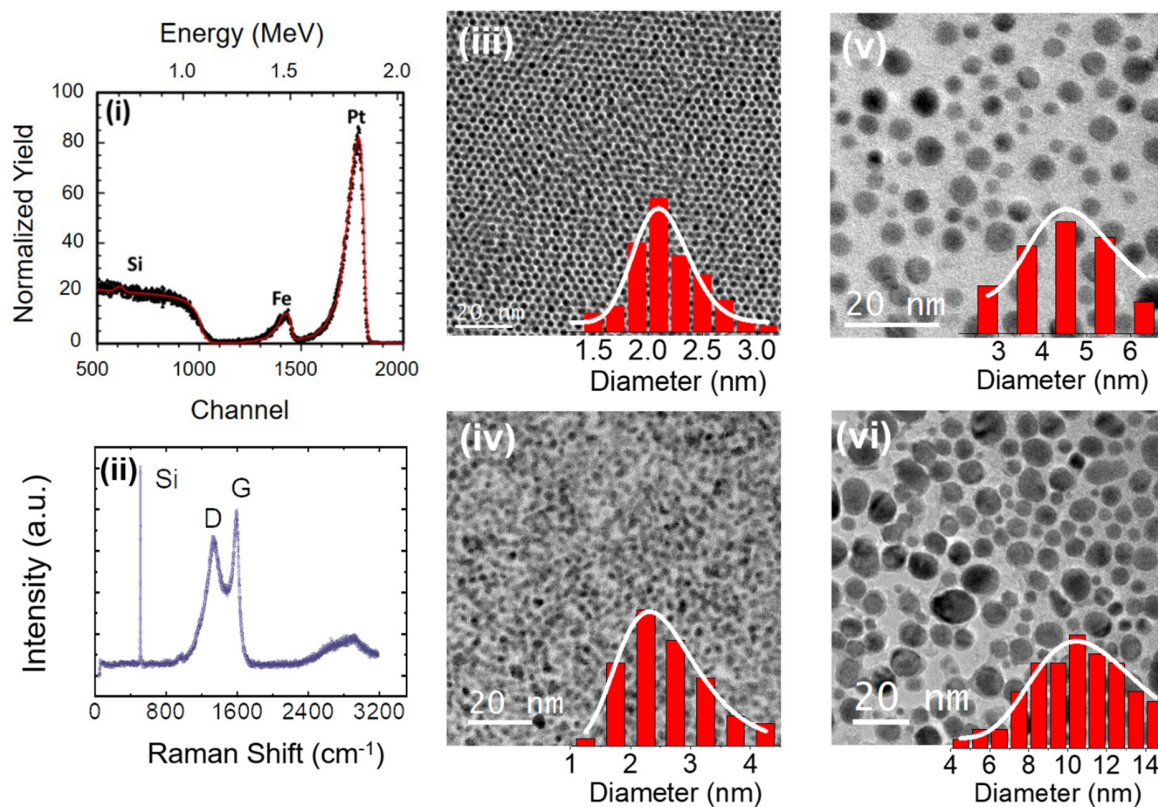 Energy (MeV)
1.0 1.5 2.0
(i)
Pt
Si
Fe
Normalized Yield
100
80
60
40
20
0
500 1000 1500 2000
Channel
(ii)
Si
D
G
Intensity (a.u.)
0 800 1600 2400 3200
Raman Shift (cm⁻¹)
(iii)
20 nm
1.5 2.0 2.5 3.0
Diameter (nm)
(iv)
20 nm
1 2 3 4
Diameter (nm)
(v)
20 nm
3 4 5 6
Diameter (nm)
(vi)
20 nm
4 6 8 10 12 14
Diameter (nm)